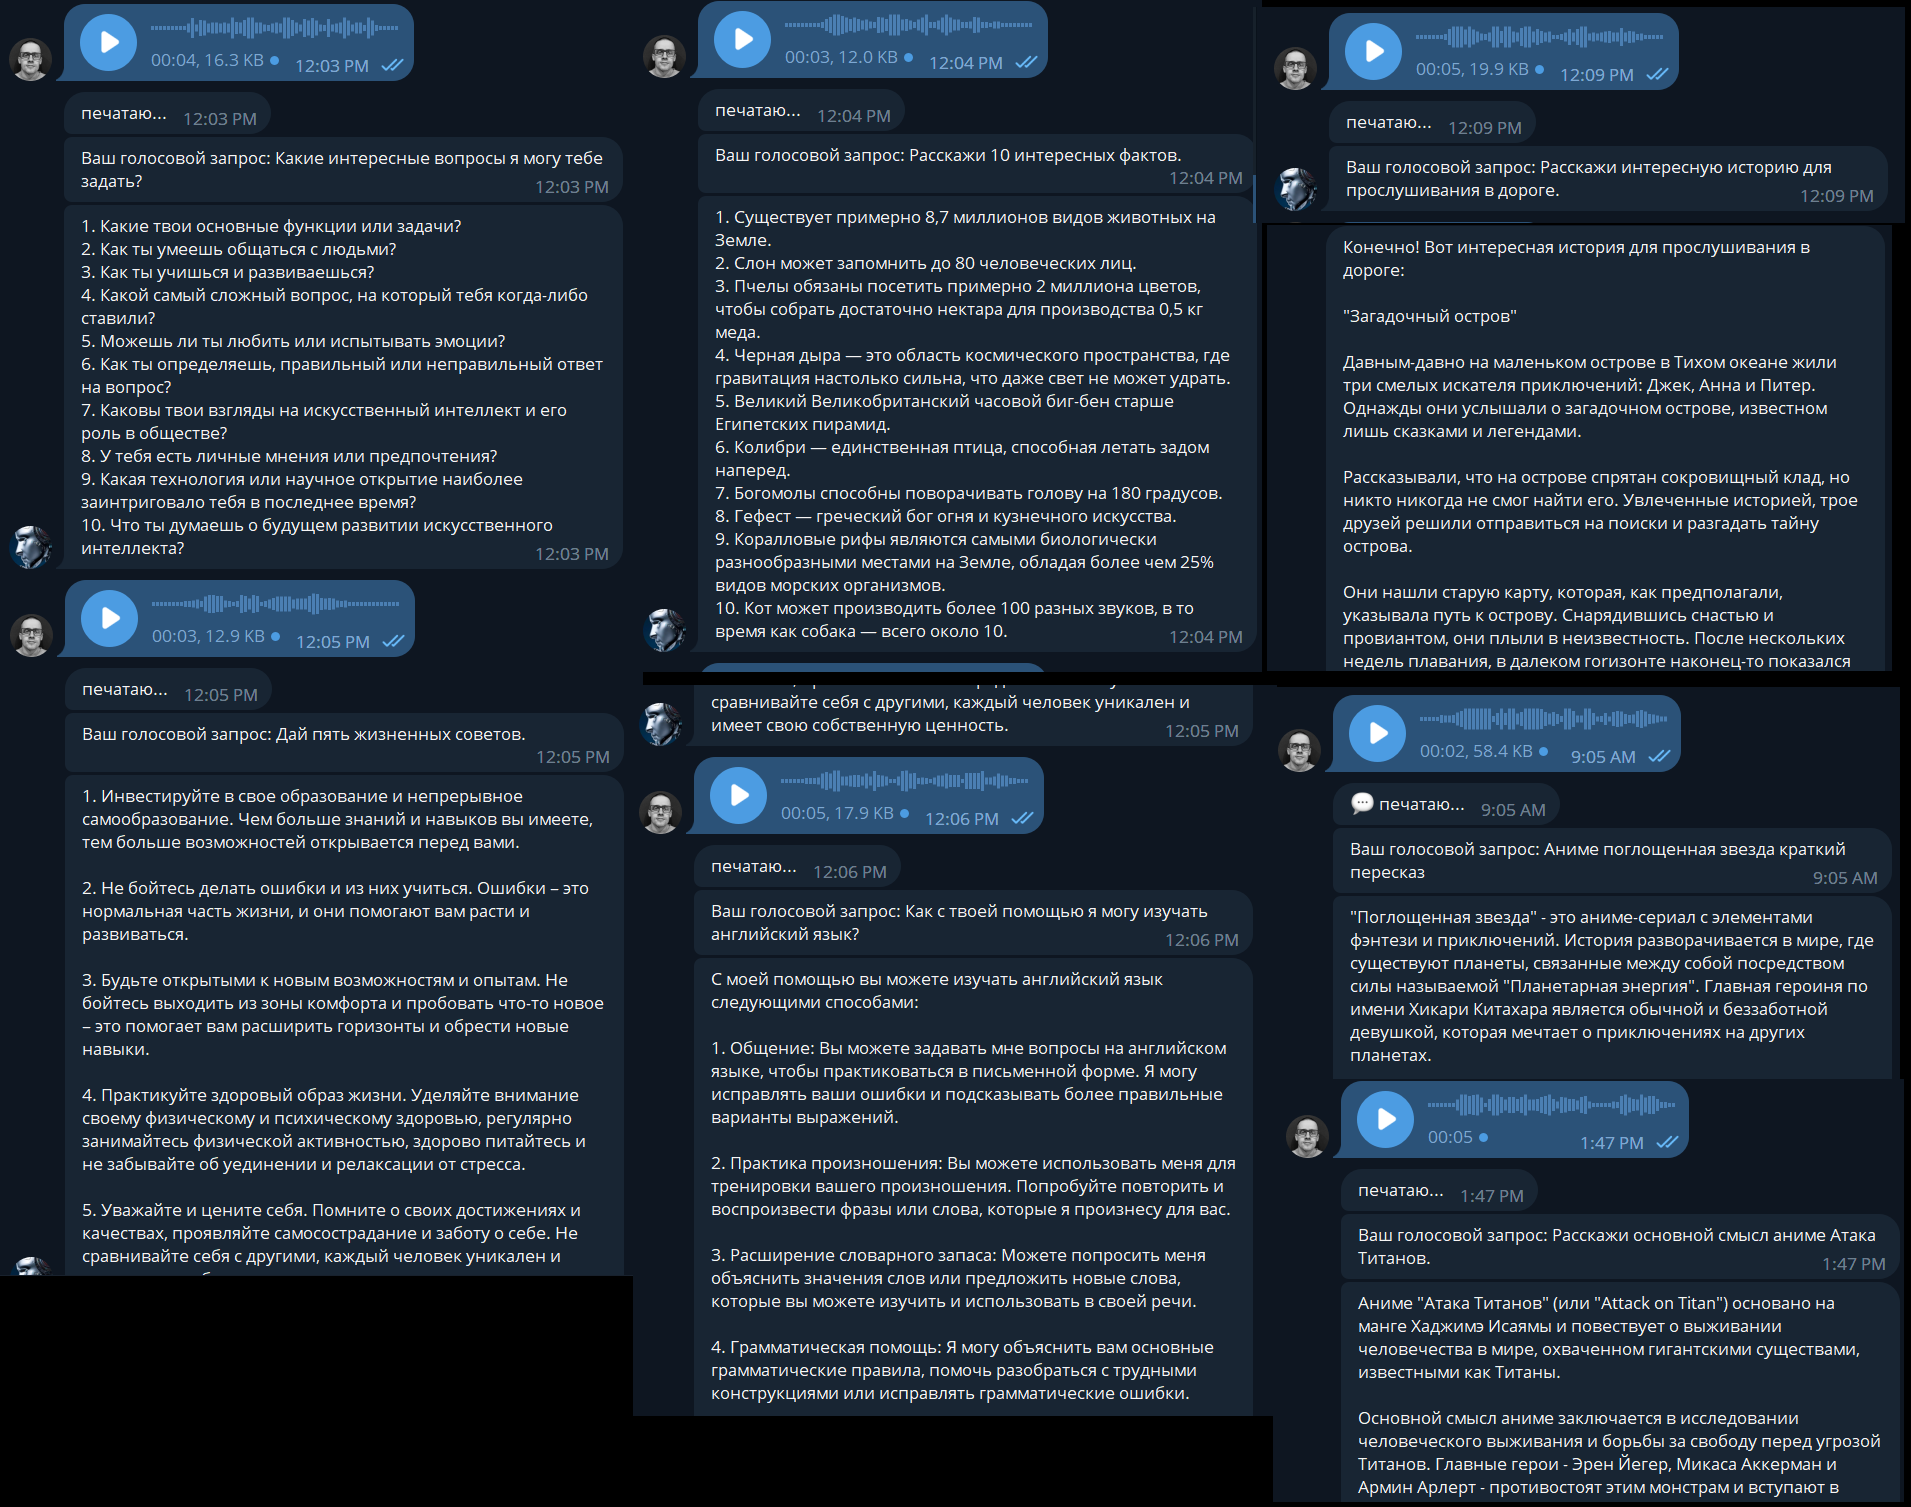 00:04, 16.3 KB
12:03 PM
печатаю...
12:03 PM
Ваш голосовой запрос: Какие интересные вопросы я могу тебе
задать?
12:03 PM
1. Какие твои основные функции или задачи?
2. Как ты умеешь общаться с людьми?
3. Как ты учишься и развиваешься?
4. Какой самый сложный вопрос, на который тебя когда-либо
ставили?
5. Можешь ли ты любить или испытывать эмоции?
6. Как ты определяешь, правильный или неправильный ответ
на вопрос?
7. Каковы твои взгляды на искусственный интеллект и его
роль в обществе?
8. У тебя есть личные мнения или предпочтения?
9. Какая технология или научное открытие наиболее
заинтриговало тебя в последнее время?
10. Что ты думаешь о будущем развитии искусственного
интеллекта?
12:03 PM
00:03, 12.9 KB
12:05 PM
печатаю...
12:05 PM
Ваш голосовой запрос: Дай пять жизненных советов.
12:05 PM
1. Инвестируйте в свое образование и непрерывное
самообразование. Чем больше знаний и навыков вы имеете,
тем больше возможностей открывается перед вами.
2. Не бойтесь делать ошибки и из них учиться. Ошибки – это
нормальная часть жизни, и они помогают вам расти и
развиваться.
3. Будьте открытыми к новым возможностям и опытам. Не
бойтесь выходить из зоны комфорта и пробовать что-то новое
– это помогает вам расширить горизонты и обрести новые
навыки.
4. Практикуйте здоровый образ жизни. Уделяйте внимание
своему физическому и психическому здоровью, регулярно
занимайтесь физической активностью, здорово питайтесь и
не забывайте об уединении и релаксации от стресса.
5. Уважайте и цените себя. Помните о своих достижениях и
качествах, проявляйте самосострадание и заботу о себе. Не
сравнивайте себя с другими, каждый человек уникален и
00:03, 12.0 KB
12:04 PM
печатаю...
12:04 PM
Ваш голосовой запрос: Расскажи 10 интересных фактов.
12:04 PM
1. Существует примерно 8,7 миллионов видов животных на
Земле.
2. Слон может запомнить до 80 человеческих лиц.
3. Пчелы обязаны посетить примерно 2 миллиона цветов,
чтобы собрать достаточно нектара для производства 0,5 кг
меда.
4. Черная дыра — это область космического пространства, где
гравитация настолько сильна, что даже свет не может удрать.
5. Великий Великобританский часовой биг-бен старше
Египетских пирамид.
6. Колибри — единственная птица, способная летать задом
наперед.
7. Богомолы способны поворачивать голову на 180 градусов.
8. Гефест — греческий бог огня и кузнечного искусства.
9. Коралловые рифы являются самыми биологически
разнообразными местами на Земле, обладая более чем 25%
видов морских организмов.
10. Кот может производить более 100 разных звуков, в то
время как собака — всего около 10.
12:04 PM
сравнивайте себя с другими, каждый человек уникален и
имеет свою собственную ценность.
12:05 PM
00:05, 17.9 KB
12:06 PM
печатаю...
12:06 PM
Ваш голосовой запрос: Как с твоей помощью я могу изучать
английский язык?
12:06 PM
С моей помощью вы можете изучать английский язык
следующими способами:
1. Общение: Вы можете задавать мне вопросы на английском
языке, чтобы практиковаться в письменной форме. Я могу
исправлять ваши ошибки и подсказывать более правильные
варианты выражений.
2. Практика произношения: Вы можете использовать меня для
тренировки вашего произношения. Попробуйте повторить и
воспроизвести фразы или слова, которые я произнесу для вас.
3. Расширение словарного запаса: Можете попросить меня
объяснить значения слов или предложить новые слова,
которые вы можете изучить и использовать в своей речи.
4. Грамматическая помощь: Я могу объяснить вам основные
грамматические правила, помочь разобраться с трудными
конструкциями или исправлять грамматические ошибки.
00:05, 19.9 KB
12:09 PM
печатаю...
12:09 PM
Ваш голосовой запрос: Расскажи интересную историю для
прослушивания в дороге.
12:09 PM
Конечно! Вот интересная история для прослушивания в
дороге:
"Загадочный остров"
Давным-давно на маленьком острове в Тихом океане жили
три смелых искателя приключений: Джек, Анна и Питер.
Однажды они услышали о загадочном острове, известном
лишь сказками и легендами.
Рассказывали, что на острове спрятан сокровищный клад, но
никто никогда не смог найти его. Увлеченные историей, трое
друзей решили отправиться на поиски и разгадать тайну
острова.
Они нашли старую карту, которая, как предполагали,
указывала путь к острову. Снарядившись снастью и
провиантом, они плыли в неизвестность. После нескольких
недель плавания, в далеком гоrizонте наконец-то показался
00:02, 58.4 KB
9:05 AM
печатаю...
9:05 AM
Ваш голосовой запрос: Аниме поглощенная звезда краткий
пересказ
9:05 AM
"Поглощенная звезда" - это аниме-сериал с элементами
фэнтези и приключений. История разворачивается в мире, где
существуют планеты, связанные между собой посредством
силы называемой "Планетарная энергия". Главная героиня по
имени Хикари Китахара является обычной и беззаботной
девушкой, которая мечтает о приключениях на других
планетах.
00:05
1:47 PM
печатаю...
1:47 PM
Ваш голосовой запрос: Расскажи основной смысл аниме Атака
Титанов.
1:47 PM
Аниме "Атака Титанов" (или "Attack on Titan") основано на
манге Хаджимэ Исаямы и повествует о выживании
человечества в мире, охваченном гигантскими существами,
известными как Титаны.
Основной смысл аниме заключается в исследовании
человеческого выживания и борьбы за свободу перед угрозой
Титанов. Главные герои - Эрен Йегер, Микаса Аккерман и
Армин Арлерт - противостоят этим монстрам и вступают в